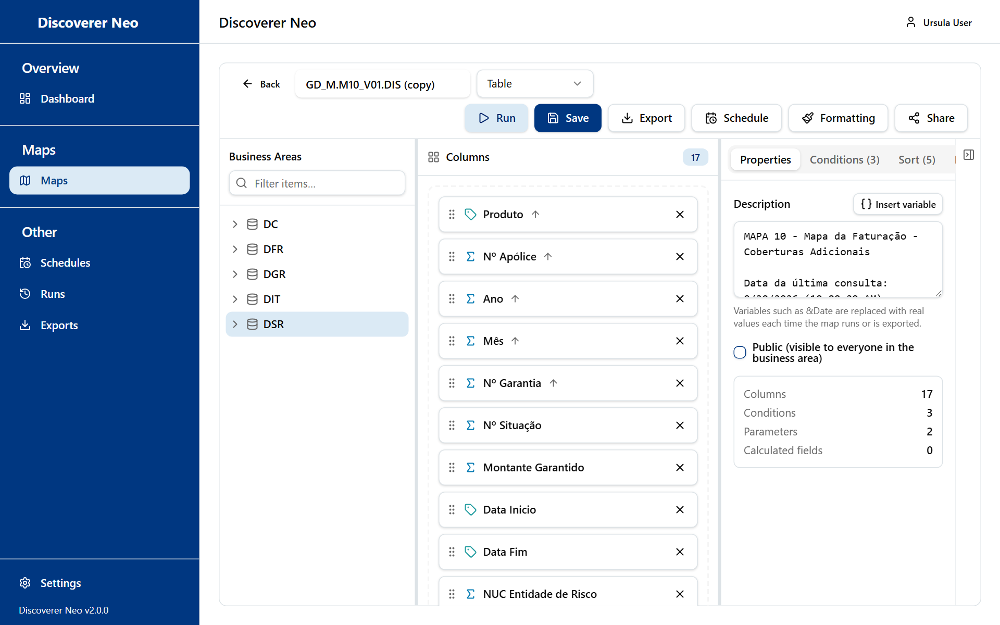 Discoverer Neo
Overview
Dashboard
Maps
Maps
Other
Schedules
Runs
Exports
Settings
Discoverer Neo v2.0.0
Discoverer Neo
Ursula User
Back
GD_M.M10_V01.DIS (copy)
Table
Run
Save
Export
Schedule
Formatting
Share
Business Areas
Filter items...
DC
DFR
DGR
DIT
DSR
Columns
17
Produto
Nº Apólice
Ano
Mês
Nº Garantia
Nº Situação
Montante Garantido
Data Inicio
Data Fim
NUC Entidade de Risco
Properties
Conditions (3)
Sort (5)
Description
{ } Insert variable
MAPA 10 - Mapa da Faturação -
Coberturas Adicionais
Data da última consulta:
Variables such as &Date are replaced with real
values each time the map runs or is exported.
Public (visible to everyone in the
business area)
Columns 17
Conditions 3
Parameters 2
Calculated fields 0